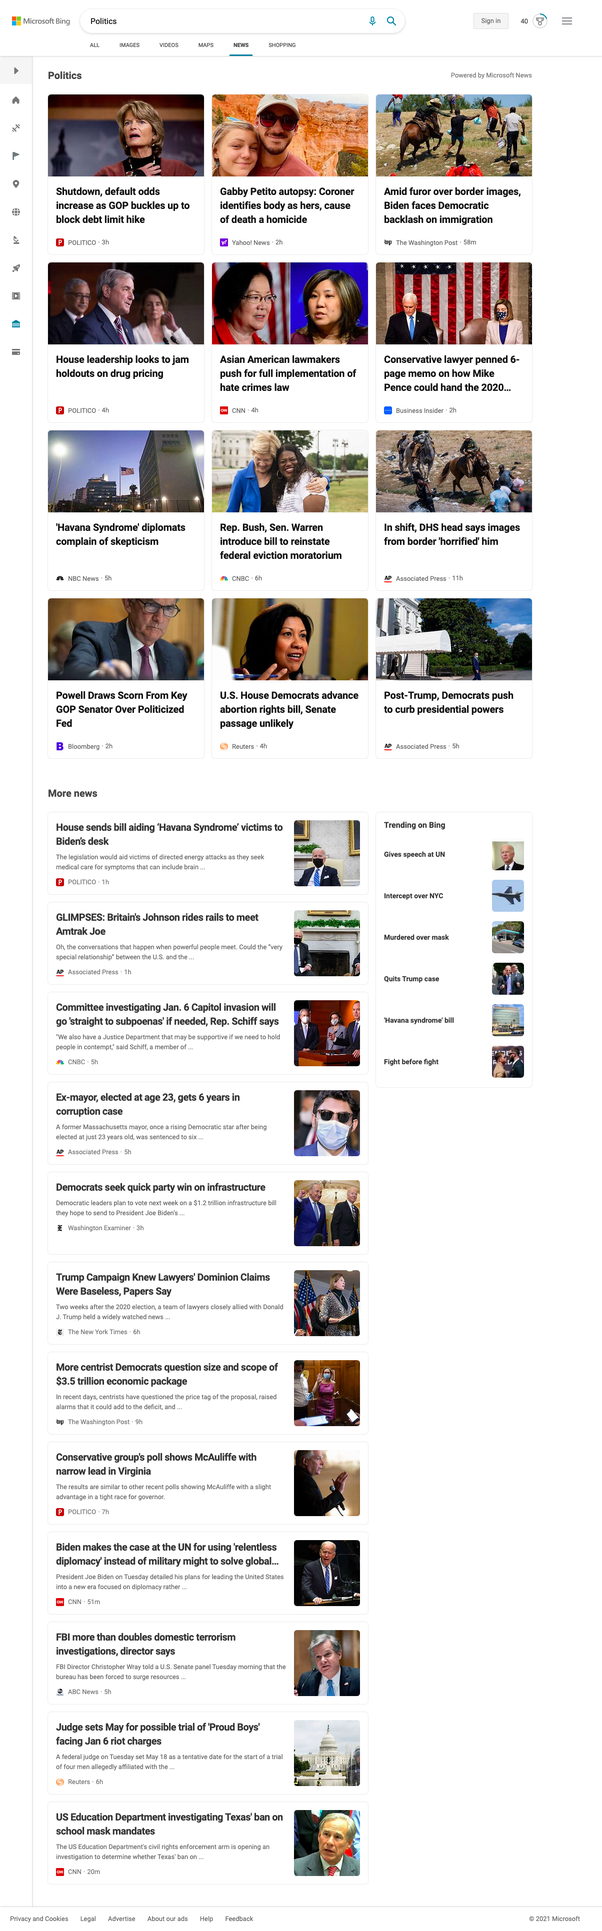 Microsoft Bing
Politics
Sign in
40
ALL IMAGES VIDEOS MAPS NEWS SHOPPING
Politics
Powered by Microsoft News
Shutdown, default odds
increase as GOP buckles up to
block debt limit hike
POLITICO · 3h
Gabby Petito autopsy: Coroner
identifies body as hers, cause
of death a homicide
Yahoo! News · 2h
Amid furor over border images,
Biden faces Democratic
backlash on immigration
The Washington Post · 58m
House leadership looks to jam
holdouts on drug pricing
POLITICO · 4h
Asian American lawmakers
push for full implementation of
hate crimes law
CNN · 4h
Conservative lawyer penned 6-
page memo on how Mike
Pence could hand the 2020...
Business Insider · 2h
'Havana Syndrome' diplomats
complain of skepticism
NBC News · 5h
Rep. Bush, Sen. Warren
introduce bill to reinstate
federal eviction moratorium
CNBC · 6h
In shift, DHS head says images
from border 'horrified' him
Associated Press · 11h
Powell Draws Scorn From Key
GOP Senator Over Politicized
Fed
Bloomberg · 2h
U.S. House Democrats advance
abortion rights bill, Senate
passage unlikely
Reuters · 4h
Post-Trump, Democrats push
to curb presidential powers
Associated Press · 5h
More news
House sends bill aiding 'Havana Syndrome' victims to
Biden's desk
The legislation would aid victims of directed energy attacks as they seek
medical care for symptoms that can include brain ...
POLITICO · 1h
GLIMPSES: Britain's Johnson rides rails to meet
Amtrak Joe
Oh, the conversations that happen when powerful people meet. Could the "very
special relationship" between the U.S. and the ...
Associated Press · 1h
Committee investigating Jan. 6 Capitol invasion will
go 'straight to subpoenas' if needed, Rep. Schiff says
"We also have a Justice Department that may be supportive if we need to hold
people in contempt," said Schiff, a member of ...
CNBC · 5h
Ex-mayor, elected at age 23, gets 6 years in
corruption case
A former Massachusetts mayor, once a rising Democratic star after being
elected at just 23 years old, was sentenced to six ...
Associated Press · 5h
Democrats seek quick party win on infrastructure
Democratic leaders plan to vote next week on a $1.2 trillion infrastructure bill
they hope to send to President Joe Biden's ...
Washington Examiner · 3h
Trump Campaign Knew Lawyers' Dominion Claims
Were Baseless, Papers Say
Two weeks after the 2020 election, a team of lawyers closely allied with Donald
J. Trump held a widely watched news ...
The New York Times · 6h
More centrist Democrats question size and scope of
$3.5 trillion economic package
In recent days, centrists have questioned the price tag of the proposal, raised
alarms that it could add to the deficit, and ...
The Washington Post · 9h
Conservative group's poll shows McAuliffe with
narrow lead in Virginia
The results are similar to other recent polls showing McAuliffe with a slight
advantage in a tight race for governor.
POLITICO · 7h
Biden makes the case at the UN for using 'relentless
diplomacy' instead of military might to solve global...
President Joe Biden on Tuesday detailed his plans for leading the United States
into a new era focused on diplomacy rather ...
CNN · 51m
FBI more than doubles domestic terrorism
investigations, director says
FBI Director Christopher Wray told a U.S. Senate panel Tuesday morning that the
bureau has been forced to surge resources ...
ABC News · 5h
Judge sets May for possible trial of 'Proud Boys'
facing Jan 6 riot charges
A federal judge on Tuesday set May 18 as a tentative date for the start of a trial
of four men allegedly affiliated with the ...
Reuters · 6h
US Education Department investigating Texas' ban on
school mask mandates
The US Education Department's civil rights enforcement arm is opening an
investigation to determine whether Texas' ban on ...
CNN · 20m
Trending on Bing
Gives speech at UN
Intercept over NYC
Murdered over mask
Quits Trump case
'Havana syndrome' bill
Fight before fight
Privacy and Cookies Legal Advertise About our ads Help Feedback © 2021 Microsoft